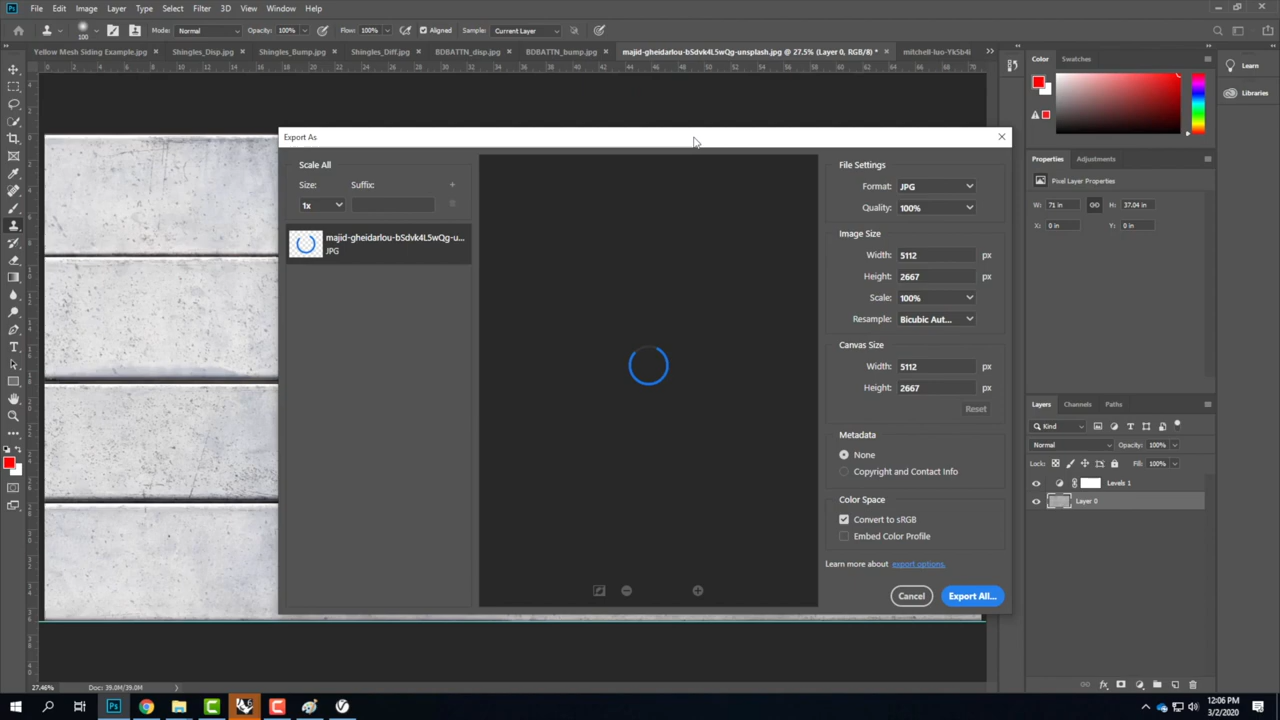 File Edit Image Layer Type Select Filter 3D View Window Help
100 Mode: Normal Opacity: 100% Flow: 100% Aligned Sample: Current Layer
Yellow Mesh Siding Example.jpg × Shingles_Disp.jpg × Shingles_Bump.jpg × Shingles_Diff.jpg × BDBATTN_disp.jpg × BDBATTN_bump.jpg × majid-gheidarlou-bSdvk4L5wQg-unsplash.jpg @ 27.5% (Layer 0, RGB/8) * × mitchell-luo-Yk5b4i
Color Swatches
Learn
Libraries
Properties Adjustments
Pixel Layer Properties
W: 71 in H: 37.04 in
X: 0 in Y: 0 in
Export As
Scale All
Size: Suffix: +
1x
majid-gheidarlou-bSdvk4L5wQg-u...
JPG
File Settings
Format: JPG
Quality: 100%
Image Size
Width: 5112 px
Height: 2667 px
Scale: 100%
Resample: Bicubic Aut...
Canvas Size
Width: 5112 px
Height: 2667 px
Reset
Metadata
None
Copyright and Contact Info
Color Space
Convert to sRGB
Embed Color Profile
Learn more about export options.
Cancel Export All...
Layers Channels Paths
Kind
Normal Opacity: 100%
Lock: Fill: 100%
Levels 1
Layer 0
27.46% Doc: 39.0M/39.0M
Ps
12:06 PM
3/2/2020